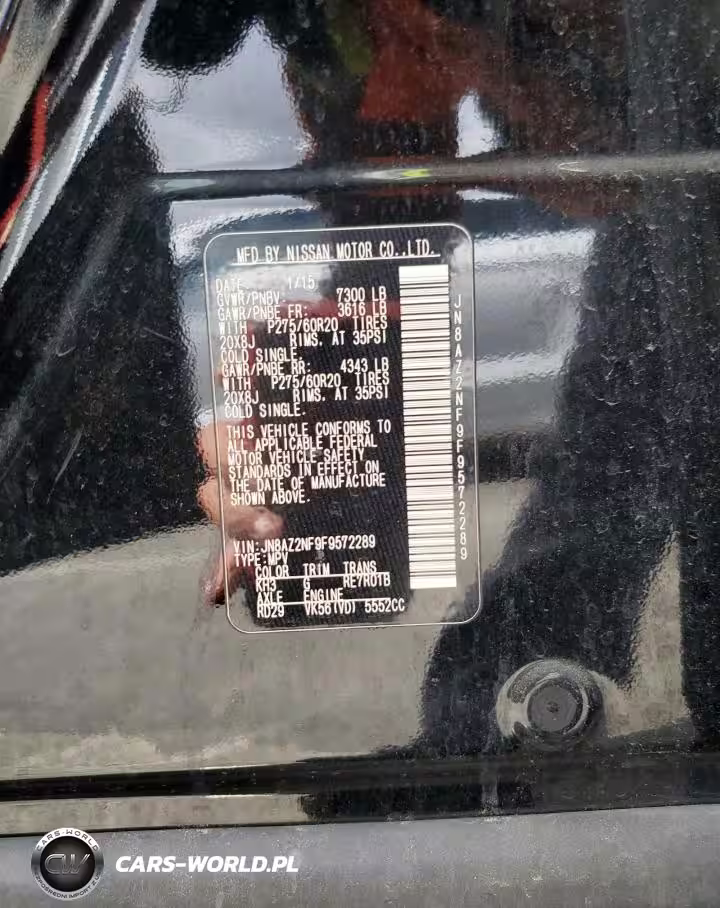 MFD BY NISSAN MOTOR CO.,LTD.
DATE 1/15
GVWR/PNBV: 7300 LB
GAWR/PNBE FR: 3616 LB
WITH P275/60R20 TIRES
20X8J RIMS. AT 35PSI
COLD SINGLE.
GAWR/PNBE RR: 4343 LB
WITH. P275/60R20 TIRES
20X8J RIMS. AT 35PSI
COLD SINGLE.
THIS VEHICLE CONFORMS TO
ALL APPLICABLE FEDERAL
MOTOR VEHICLE SAFETY
STANDARDS IN EFFECT ON
THE DATE OF MANUFACTURE
SHOWN ABOVE.
VIN:JN8AZ2NF9F9572289
TYPE:MPV
COLOR TRIM TRANS
KH3 G RE7R01B
AXLE ENGINE
RD29 VK56(VD) 5552CC
JN8AZ2NF9F9572289
CARS-WORLD
CW
CARS-WORLD.PL